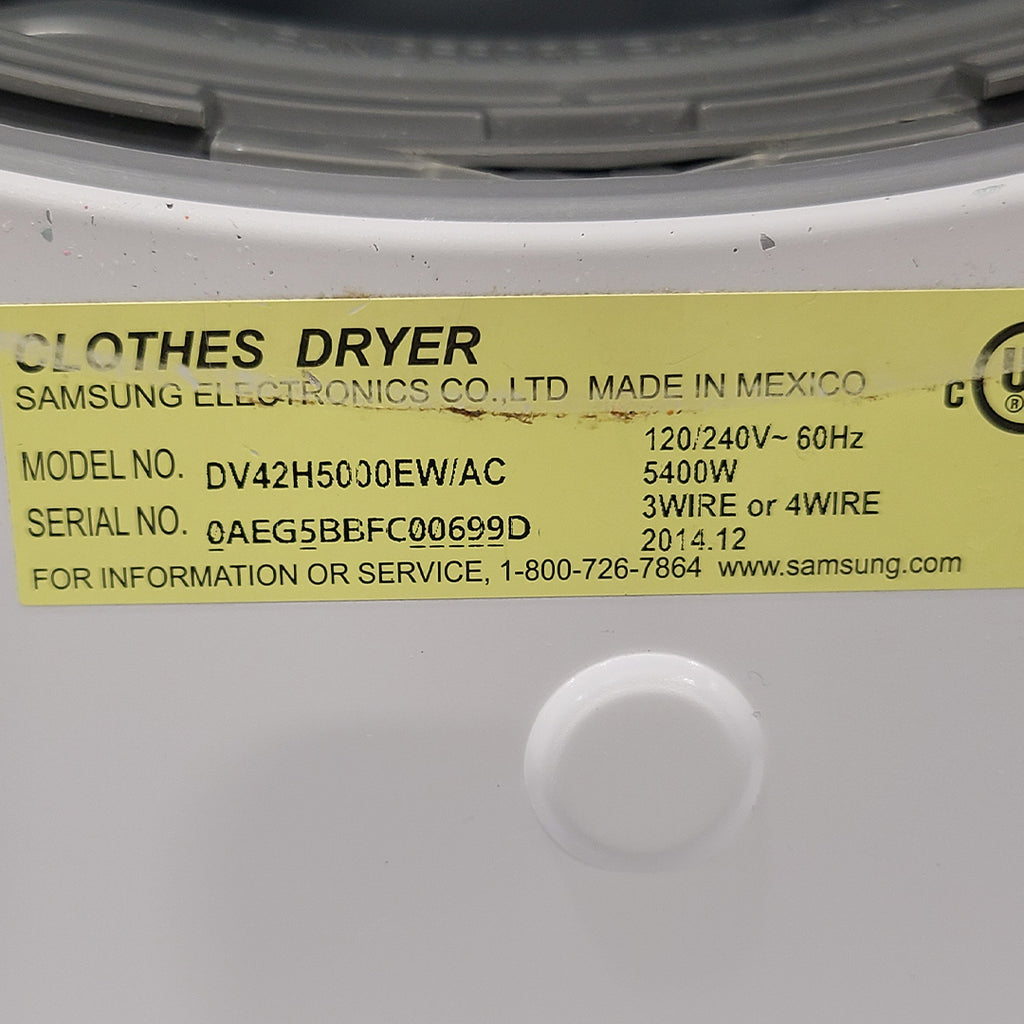 CLOTHES DRYER
SAMSUNG ELECTRONICS CO.,LTD MADE IN MEXICO
C U ®
MODEL NO. DV42H5000EW/AC
SERIAL NO. 0AEG5BBFC00699D
120/240V~ 60Hz
5400W
3WIRE or 4WIRE
2014.12
FOR INFORMATION OR SERVICE, 1-800-726-7864 www.samsung.com